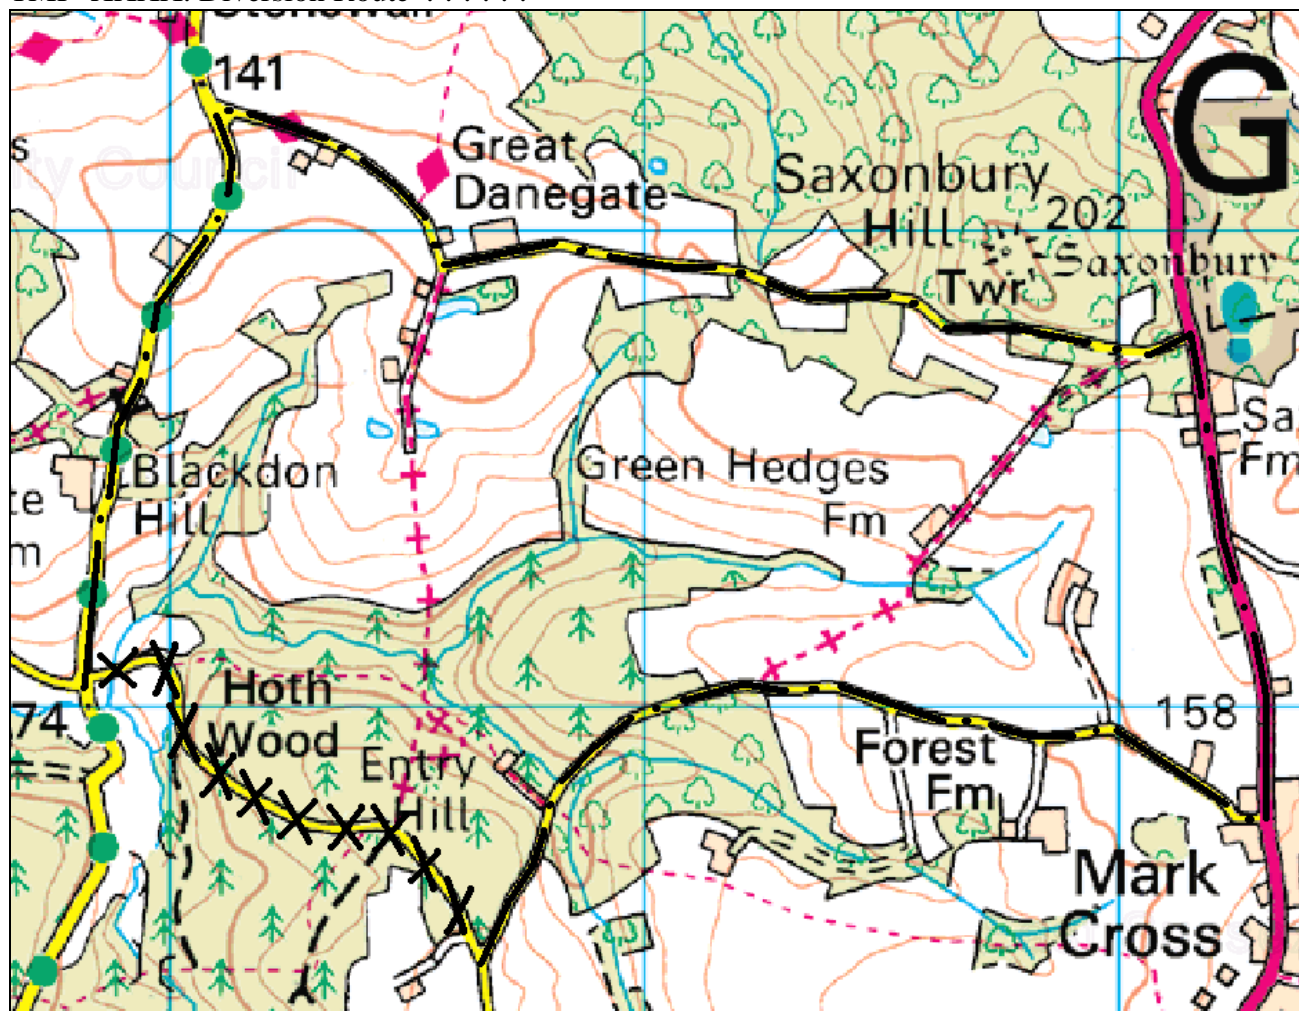 141
Great
Danegate
Saxonbury
Hill
202
Saxonbury
Twr
G
Blackdon
Hill
Green Hedges
Fm
Sa
Fm
te
m
s
Hoth
Wood
74
Entry
Hill
158
Forest
Fm
Mark
Cross